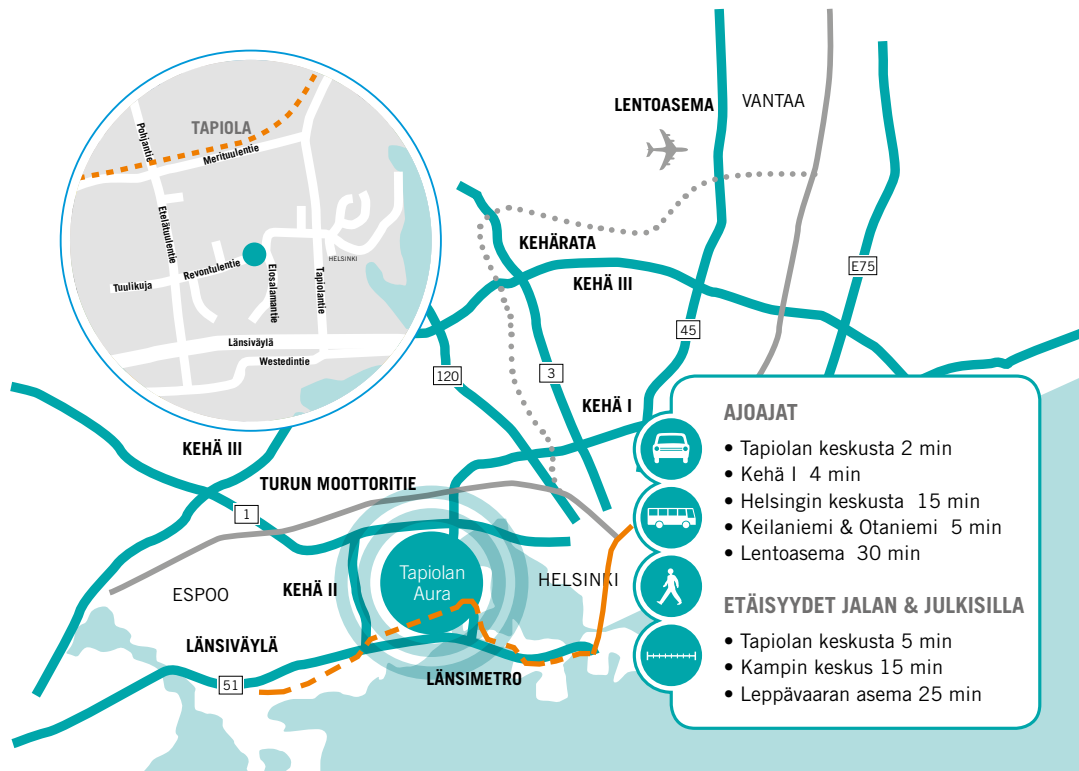 LENTOASEMA
VANTAA
TAPIOLA
Pohjantie
Merituulentie
Etelätuulentie
Revontulentie
Tuulikuja
Elosalamantie
Tapiolantie
HELSINKI
Länsiväylä
Westedintie
KEHÄRATA
KEHÄ III
E75
45
120
3
KEHÄ I
KEHÄ III
TURUN MOOTTORITIE
1
ESPOO
KEHÄ II
Tapiolan
Aura
HELSINKI
LÄNSIVÄYLÄ
51
LÄNSIMETRO
AJOAJAT
• Tapiolan keskusta 2 min
• Kehä I 4 min
• Helsingin keskusta 15 min
• Keilaniemi & Otaniemi 5 min
• Lentoasema 30 min
ETÄISYYDET JALAN & JULKISILLA
• Tapiolan keskusta 5 min
• Kampin keskus 15 min
• Leppävaaran asema 25 min